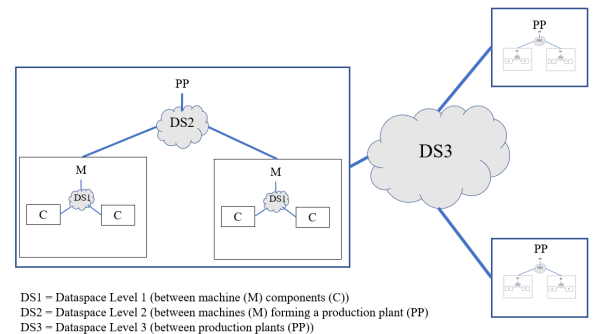 PP
DS2
M
DS1
C
C
M
DS1
C
C
DS3
PP
PP
DS1 = Dataspace Level 1 (between machine (M) components (C))
DS2 = Dataspace Level 2 (between machines (M) forming a production plant (PP)
DS3 = Dataspace Level 3 (between production plants (PP))